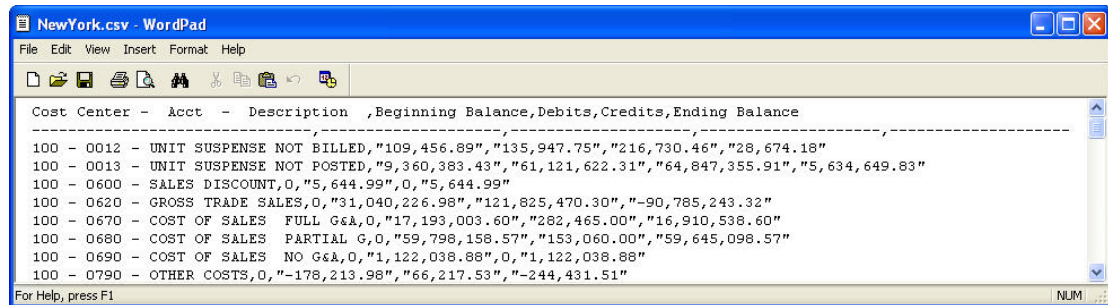 NewYork.csv - WordPad
File Edit View Insert Format Help
Cost Center -  Acct  -  Description  ,Beginning Balance,Debits,Credits,Ending Balance
---------------------------------,----------------------,----------------------,----------------------,----------------------
100 - 0012 - UNIT SUSPENSE NOT BILLED,"109,456.89","135,947.75","216,730.46","28,674.18"
100 - 0013 - UNIT SUSPENSE NOT POSTED,"9,360,383.43","61,121,622.31","64,847,355.91","5,634,649.83"
100 - 0600 - SALES DISCOUNT,0,"5,644.99",0,"5,644.99"
100 - 0620 - GROSS TRADE SALES,0,"31,040,226.98","121,825,470.30","-90,785,243.32"
100 - 0670 - COST OF SALES  FULL G&A,0,"17,193,003.60","282,465.00","16,910,538.60"
100 - 0680 - COST OF SALES  PARTIAL G,0,"59,798,158.57","153,060.00","59,645,098.57"
100 - 0690 - COST OF SALES  NO G&A,0,"1,122,038.88",0,"1,122,038.88"
100 - 0790 - OTHER COSTS,0,"-178,213.98","66,217.53","-244,431.51"
For Help, press F1 NUM